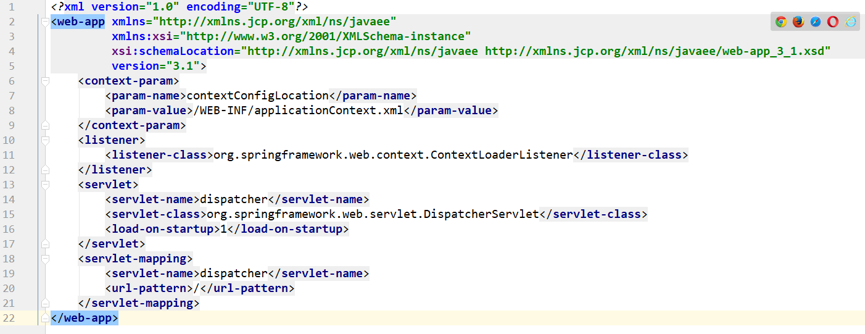 1 <?xml version="1.0" encoding="UTF-8"?>
2 <web-app xmlns="http://xmlns.jcp.org/xml/ns/javaee"
3 xmlns:xsi="http://www.w3.org/2001/XMLSchema-instance"
4 xsi:schemaLocation="http://xmlns.jcp.org/xml/ns/javaee http://xmlns.jcp.org/xml/ns/javaee/web-app_3_1.xsd"
5 version="3.1">
6 <context-param>
7 <param-name>contextConfigLocation</param-name>
8 <param-value>/WEB-INF/applicationContext.xml</param-value>
9 </context-param>
10 <listener>
11 <listener-class>org.springframework.web.context.ContextLoaderListener</listener-class>
12 </listener>
13 <servlet>
14 <servlet-name>dispatcher</servlet-name>
15 <servlet-class>org.springframework.web.servlet.DispatcherServlet</servlet-class>
16 <load-on-startup>1</load-on-startup>
17 </servlet>
18 <servlet-mapping>
19 <servlet-name>dispatcher</servlet-name>
20 <url-pattern>/</url-pattern>
21 </servlet-mapping>
22 </web-app>